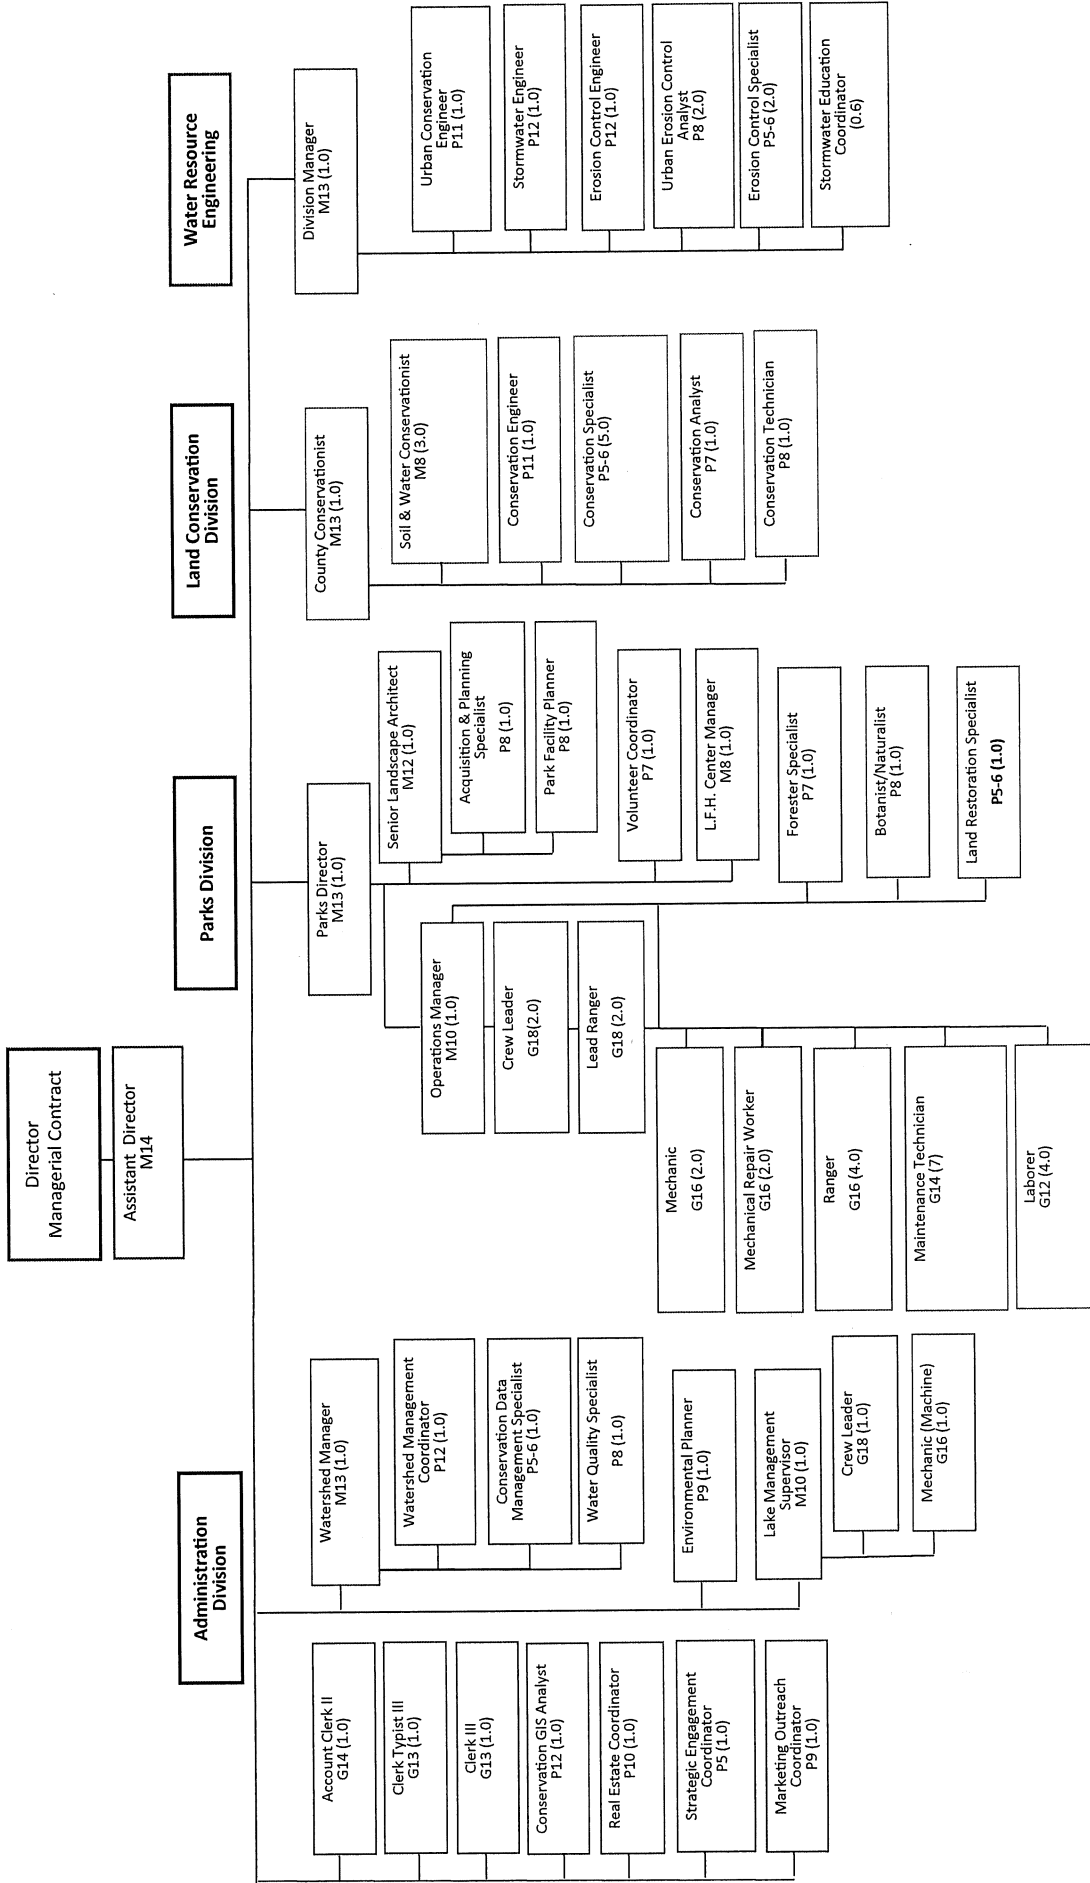 Director
Managerial Contract
Assistant Director
M14
Administration
Division
Account Clerk II
G14 (1.0)
Clerk Typist III
G13 (1.0)
Clerk III
G13 (1.0)
Conservation GIS Analyst
P12 (1.0)
Real Estate Coordinator
P10 (1.0)
Strategic Engagement
Coordinator
P5 (1.0)
Marketing Outreach
Coordinator
P9 (1.0)
Watershed Manager
M13 (1.0)
Watershed Management
Coordinator
P12 (1.0)
Conservation Data
Management Specialist
P5-6 (1.0)
Water Quality Specialist
P8 (1.0)
Environmental Planner
P9 (1.0)
Lake Management
Supervisor
M10 (1.0)
Crew Leader
G18 (1.0)
Mechanic (Machine)
G16 (1.0)
Parks Division
Parks Director
M13 (1.0)
Operations Manager
M10 (1.0)
Crew Leader
G18(2.0)
Lead Ranger
G18 (2.0)
Mechanic
G16 (2.0)
Mechanical Repair Worker
G16 (2.0)
Ranger
G16 (4.0)
Maintenance Technician
G14 (7)
Laborer
G12 (4.0)
Senior Landscape Architect
M12 (1.0)
Acquisition & Planning
Specialist
P8 (1.0)
Park Facility Planner
P8 (1.0)
Volunteer Coordinator
P7 (1.0)
L.F.H. Center Manager
M8 (1.0)
Forester Specialist
P7 (1.0)
Botanist/Naturalist
P8 (1.0)
Land Restoration Specialist
P5-6 (1.0)
Land Conservation
Division
County Conservationist
M13 (1.0)
Soil & Water Conservationist
M8 (3.0)
Conservation Engineer
P11 (1.0)
Conservation Specialist
P5-6 (5.0)
Conservation Analyst
P7 (1.0)
Conservation Technician
P8 (1.0)
Water Resource
Engineering
Division Manager
M13 (1.0)
Urban Conservation
Engineer
P11 (1.0)
Stormwater Engineer
P12 (1.0)
Erosion Control Engineer
P12 (1.0)
Urban Erosion Control
Analyst
P8 (2.0)
Erosion Control Specialist
P5-6 (2.0)
Stormwater Education
Coordinator
(0.6)